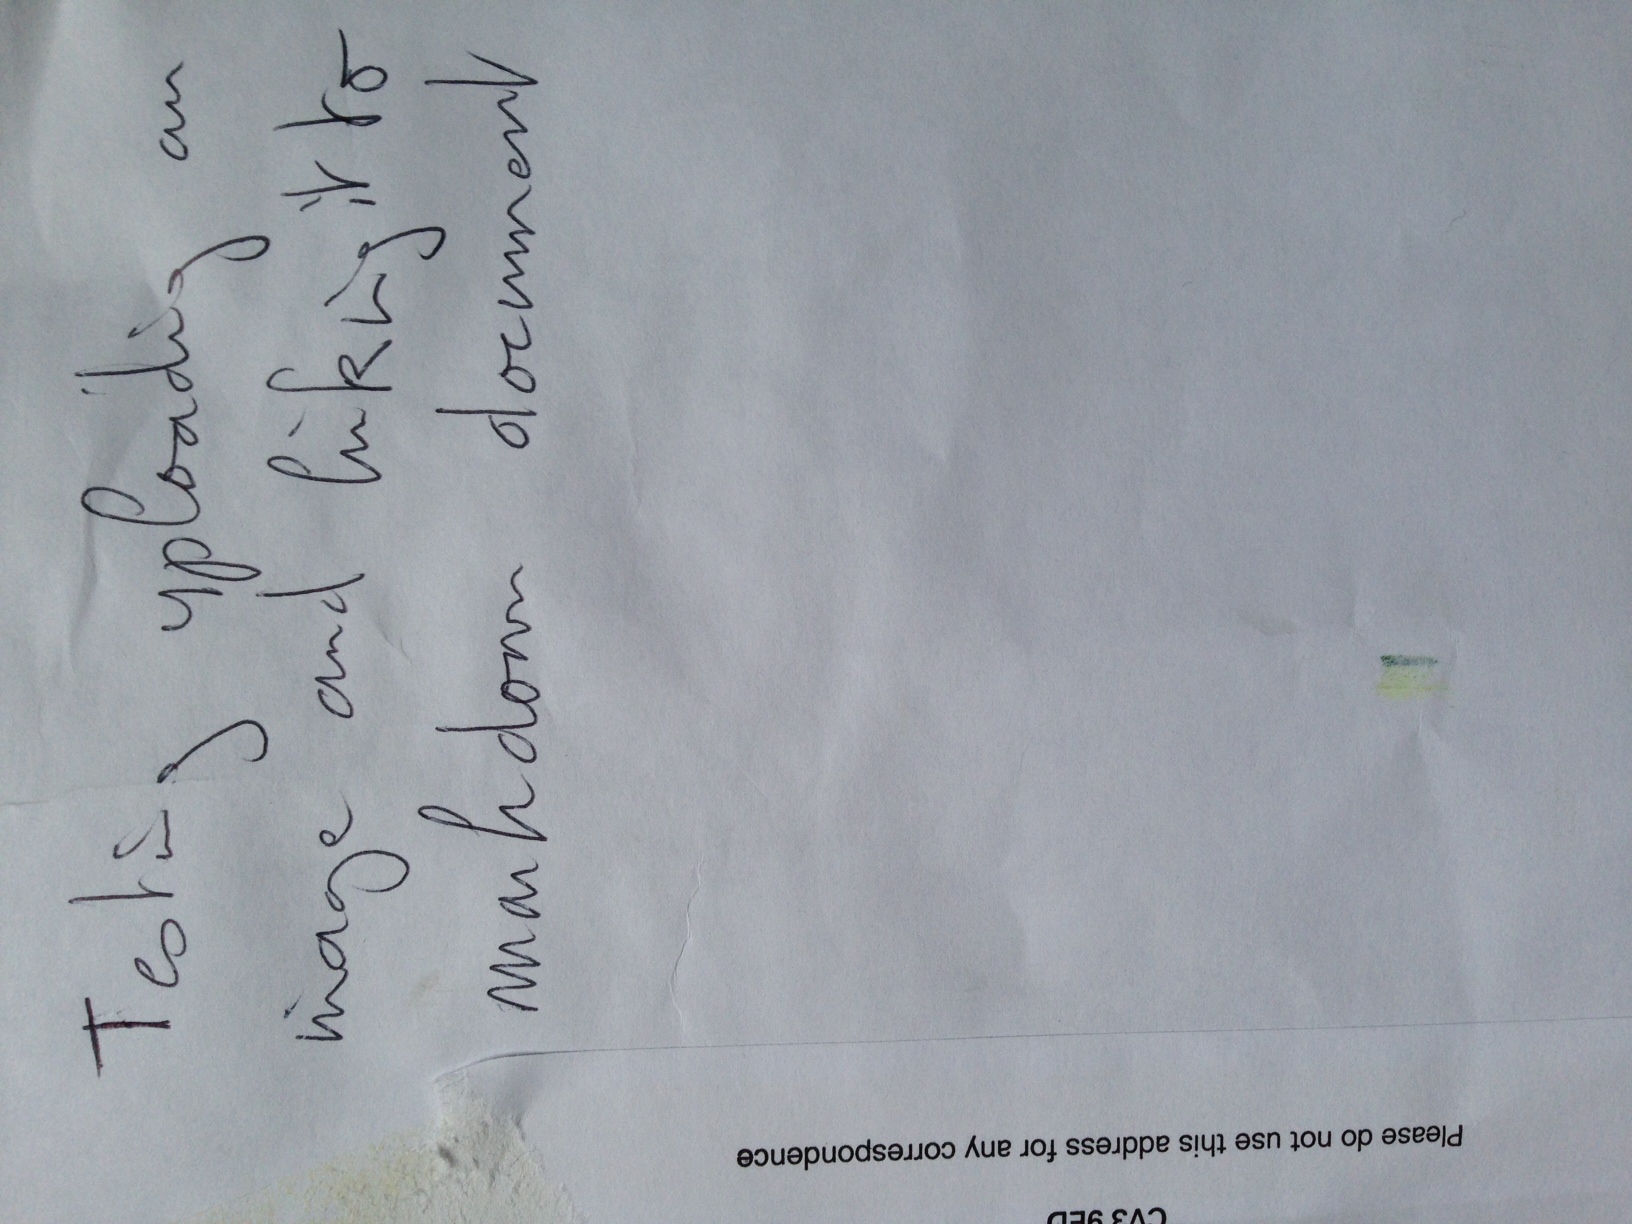 Testing uploading an
image and linking it to
markdown document
Please do not use this address for any correspondence
CV3 9ED